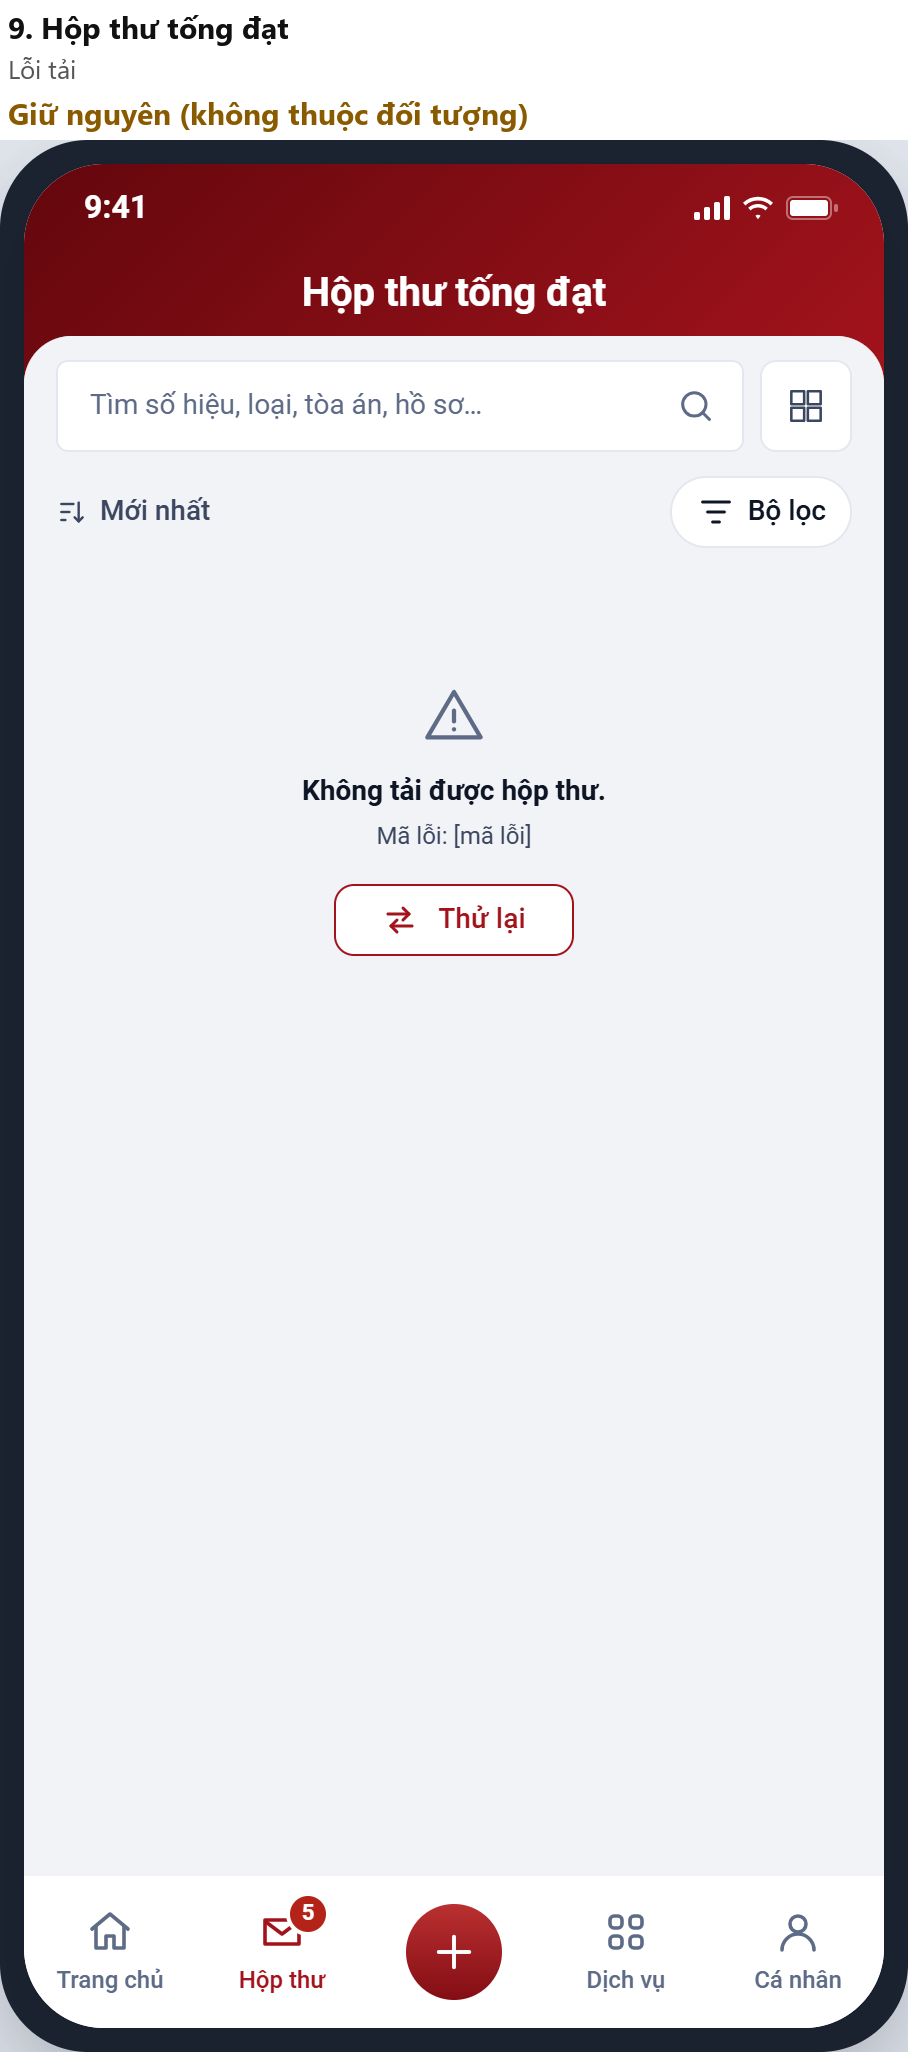 9. Hộp thư tống đạt
Lỗi tải
Giữ nguyên (không thuộc đối tượng)
9:41
Hộp thư tống đạt
Tìm số hiệu, loại, tòa án, hồ sơ...
Mới nhất
Bộ lọc
Không tải được hộp thư.
Mã lỗi: [mã lỗi]
Thử lại
5
Trang chủ
Hộp thư
Dịch vụ
Cá nhân